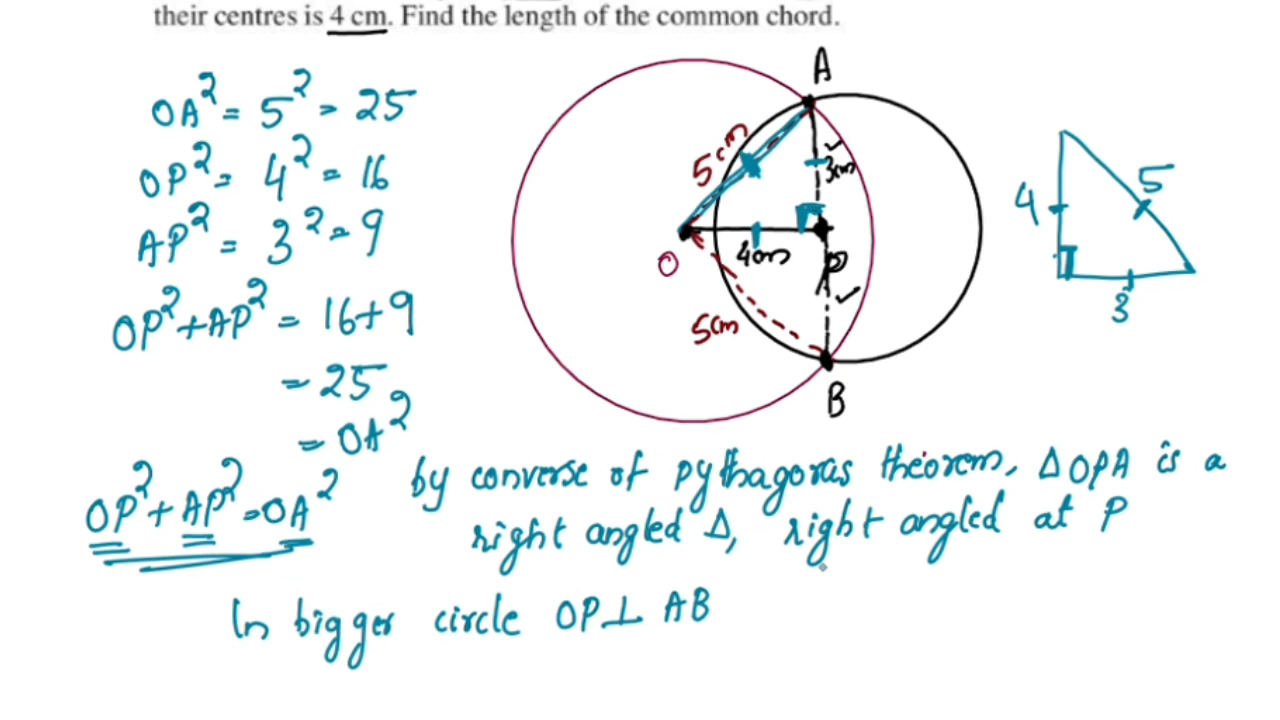 their centres is 4 cm. Find the length of the common chord.
OA² = 5² = 25
OP² = 4² = 16
AP² = 3² = 9
OP² + AP² = 16+9
= 25
= OA²
OP² + AP² = OA²
A
5cm
3cm
O
4cm
P
5cm
B
4
5
3
by converse of pythagoras theorem, Δ OPA is a
right angled Δ, right angled at P
In bigger circle OP⊥ AB